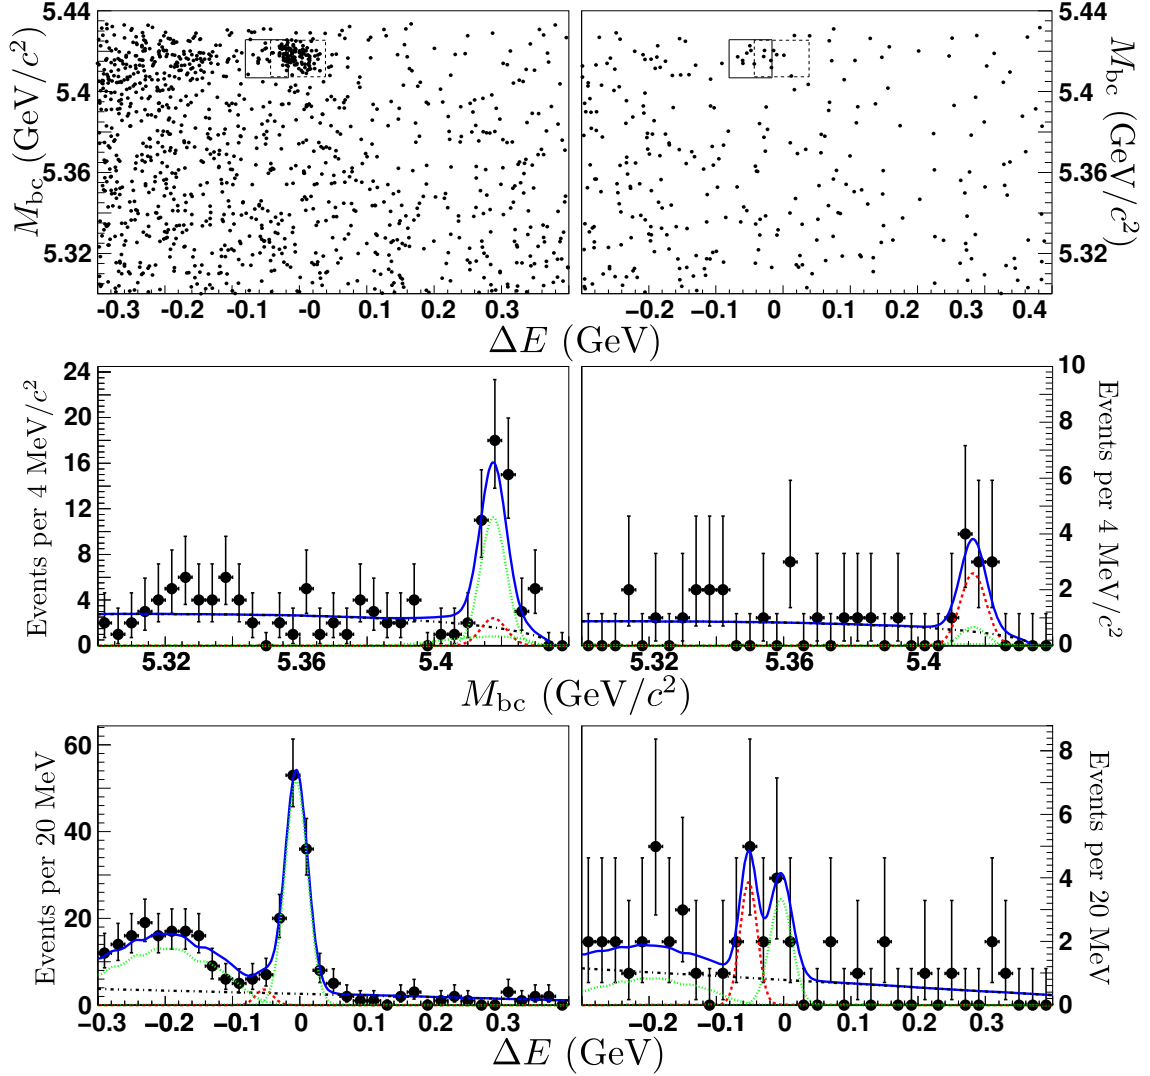 5.44
5.4
5.36
5.32
M_bc (GeV/c²)
-0.3 -0.2 -0.1 -0 0.1 0.2 0.3
5.44
5.4
5.36
5.32
M_bc (GeV/c²)
−0.2 −0.1 0 0.1 0.2 0.3 0.4
ΔE (GeV)
24
20
16
12
8
4
0
Events per 4 MeV/c²
5.32 5.36 5.4
10
8
6
4
2
0
Events per 4 MeV/c²
5.32 5.36 5.4
M_bc (GeV/c²)
60
40
20
0
Events per 20 MeV
−0.3 −0.2 −0.1 0 0.1 0.2 0.3
8
6
4
2
0
Events per 20 MeV
−0.2 −0.1 0 0.1 0.2 0.3
ΔE (GeV)